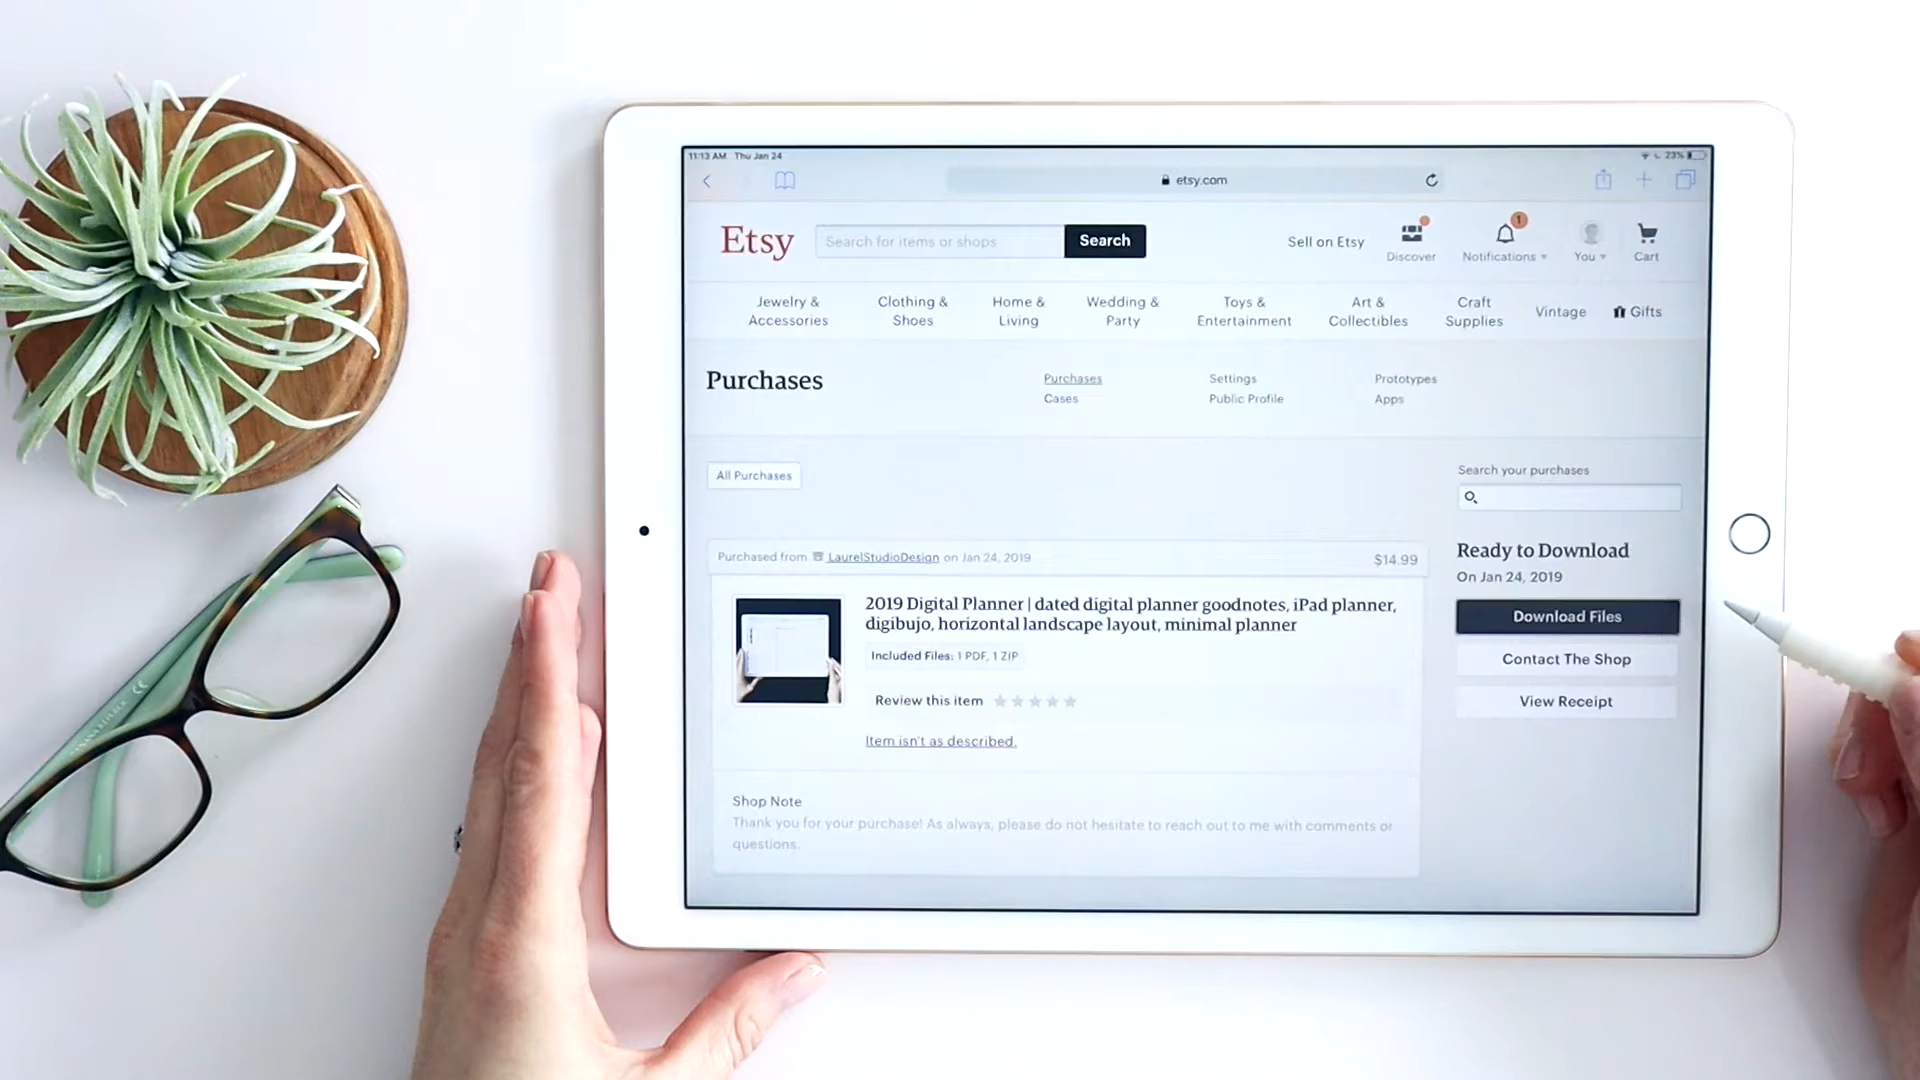 11:13 AM Thu Jan 24
23%
etsy.com
Etsy
Search for items or shops
Search
Sell on Etsy
Discover
1
Notifications
You
Cart
Jewelry &
Accessories
Clothing &
Shoes
Home &
Living
Wedding &
Party
Toys &
Entertainment
Art &
Collectibles
Craft
Supplies
Vintage
Gifts
Purchases
Purchases
Cases
Settings
Public Profile
Prototypes
Apps
All Purchases
Search your purchases
Purchased from LaurelStudioDesign on Jan 24, 2019
$14.99
2019 Digital Planner | dated digital planner goodnotes, iPad planner,
digibujo, horizontal landscape layout, minimal planner
Included Files: 1 PDF, 1 ZIP
Review this item
Item isn't as described.
Shop Note
Thank you for your purchase! As always, please do not hesitate to reach out to me with comments or
questions.
Ready to Download
On Jan 24, 2019
Download Files
Contact The Shop
View Receipt